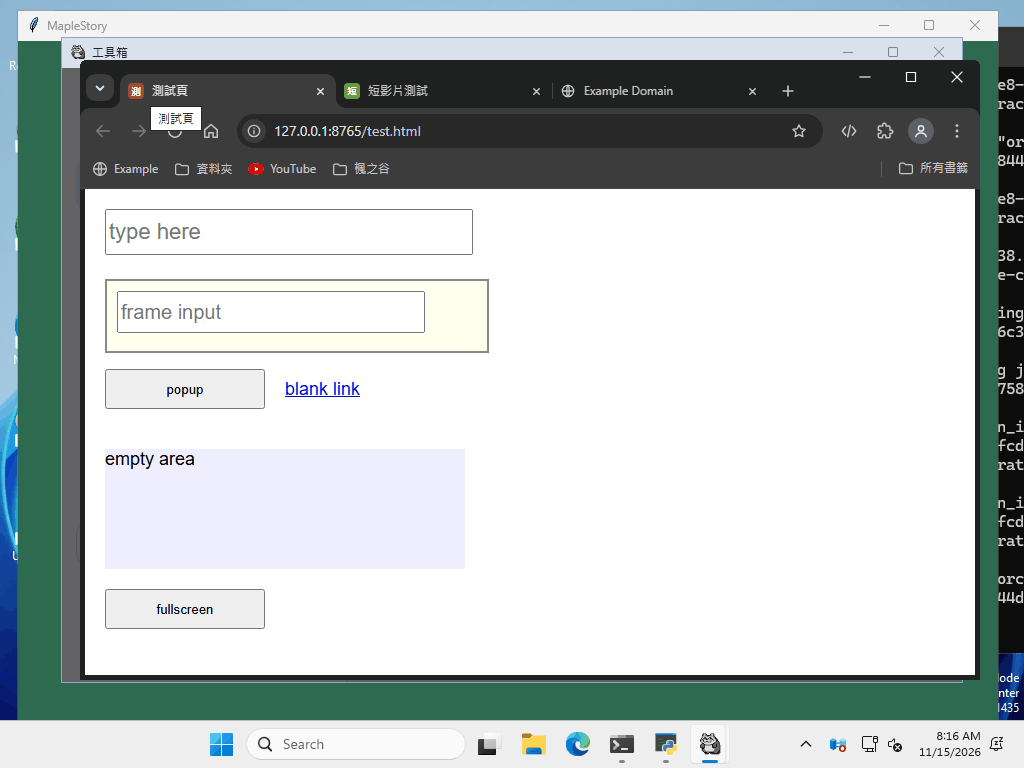 MapleStory
工具箱
測試頁
短影片測試
Example Domain
測試頁
127.0.0.1:8765/test.html
Example
資料夾
YouTube
楓之谷
所有書籤
type here
frame input
popup
blank link
empty area
fullscreen
Search
8:16 AM
11/15/2026